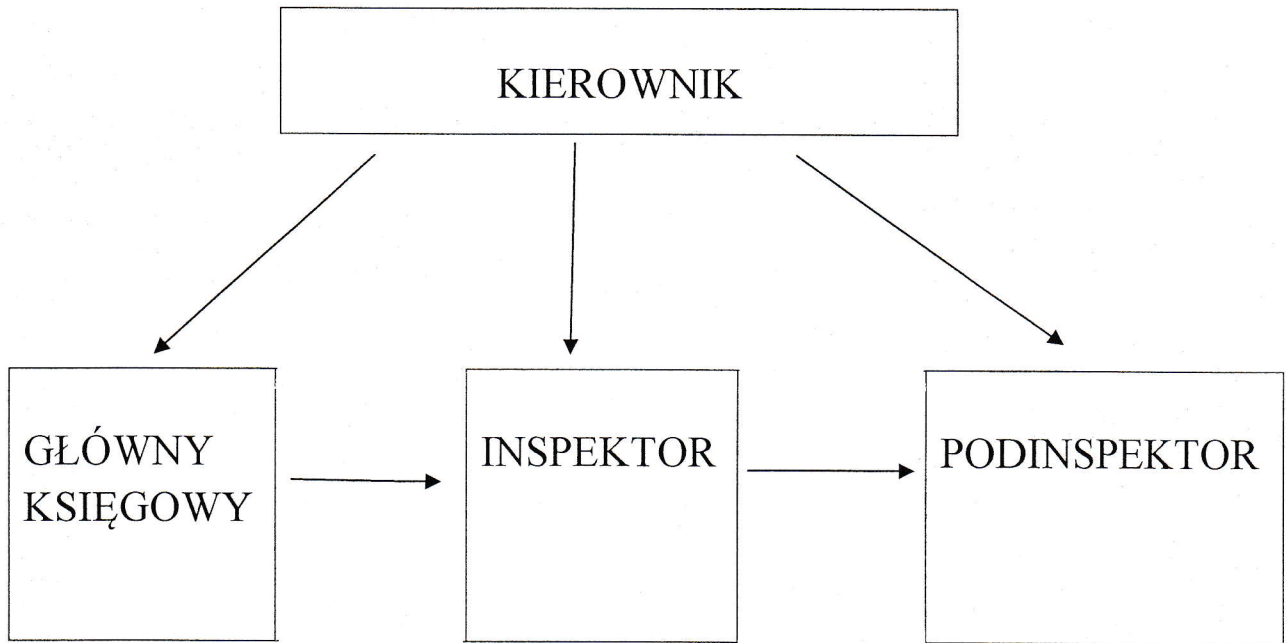 KIEROWNIK
GŁÓWNY
KSIĘGOWY
INSPEKTOR
PODINSPEKTOR